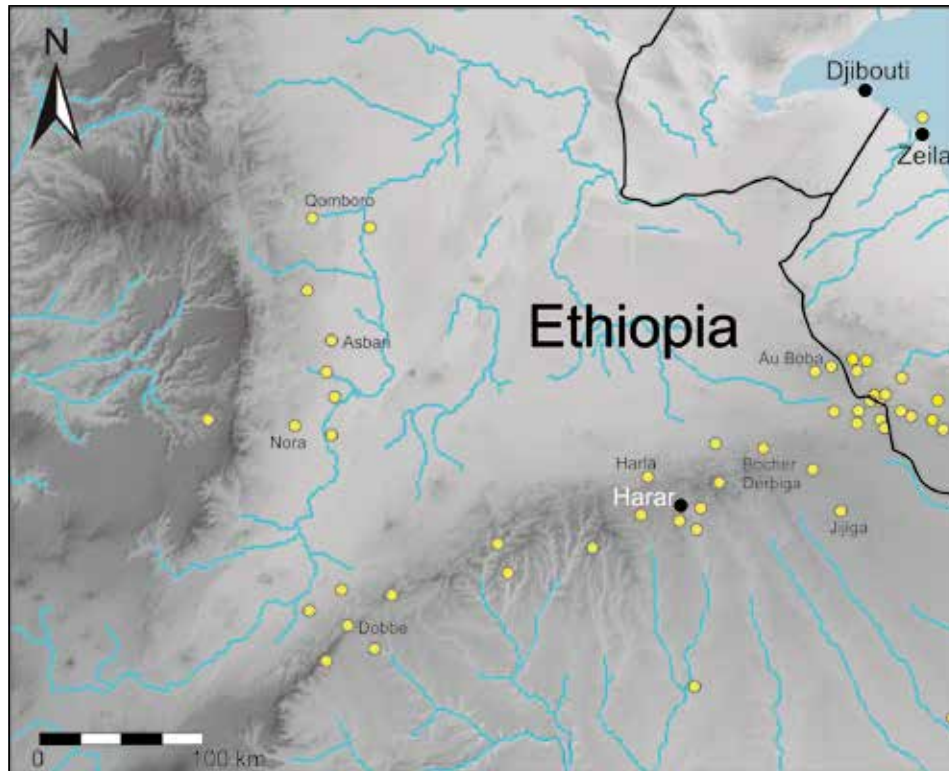 N
Djibouti
Zeila
Qomboro
Ethiopia
Asbari
Au Boba
Nora
Harla
Bocher
Derbiga
Harar
Jijiga
Dobbe
0
100 km